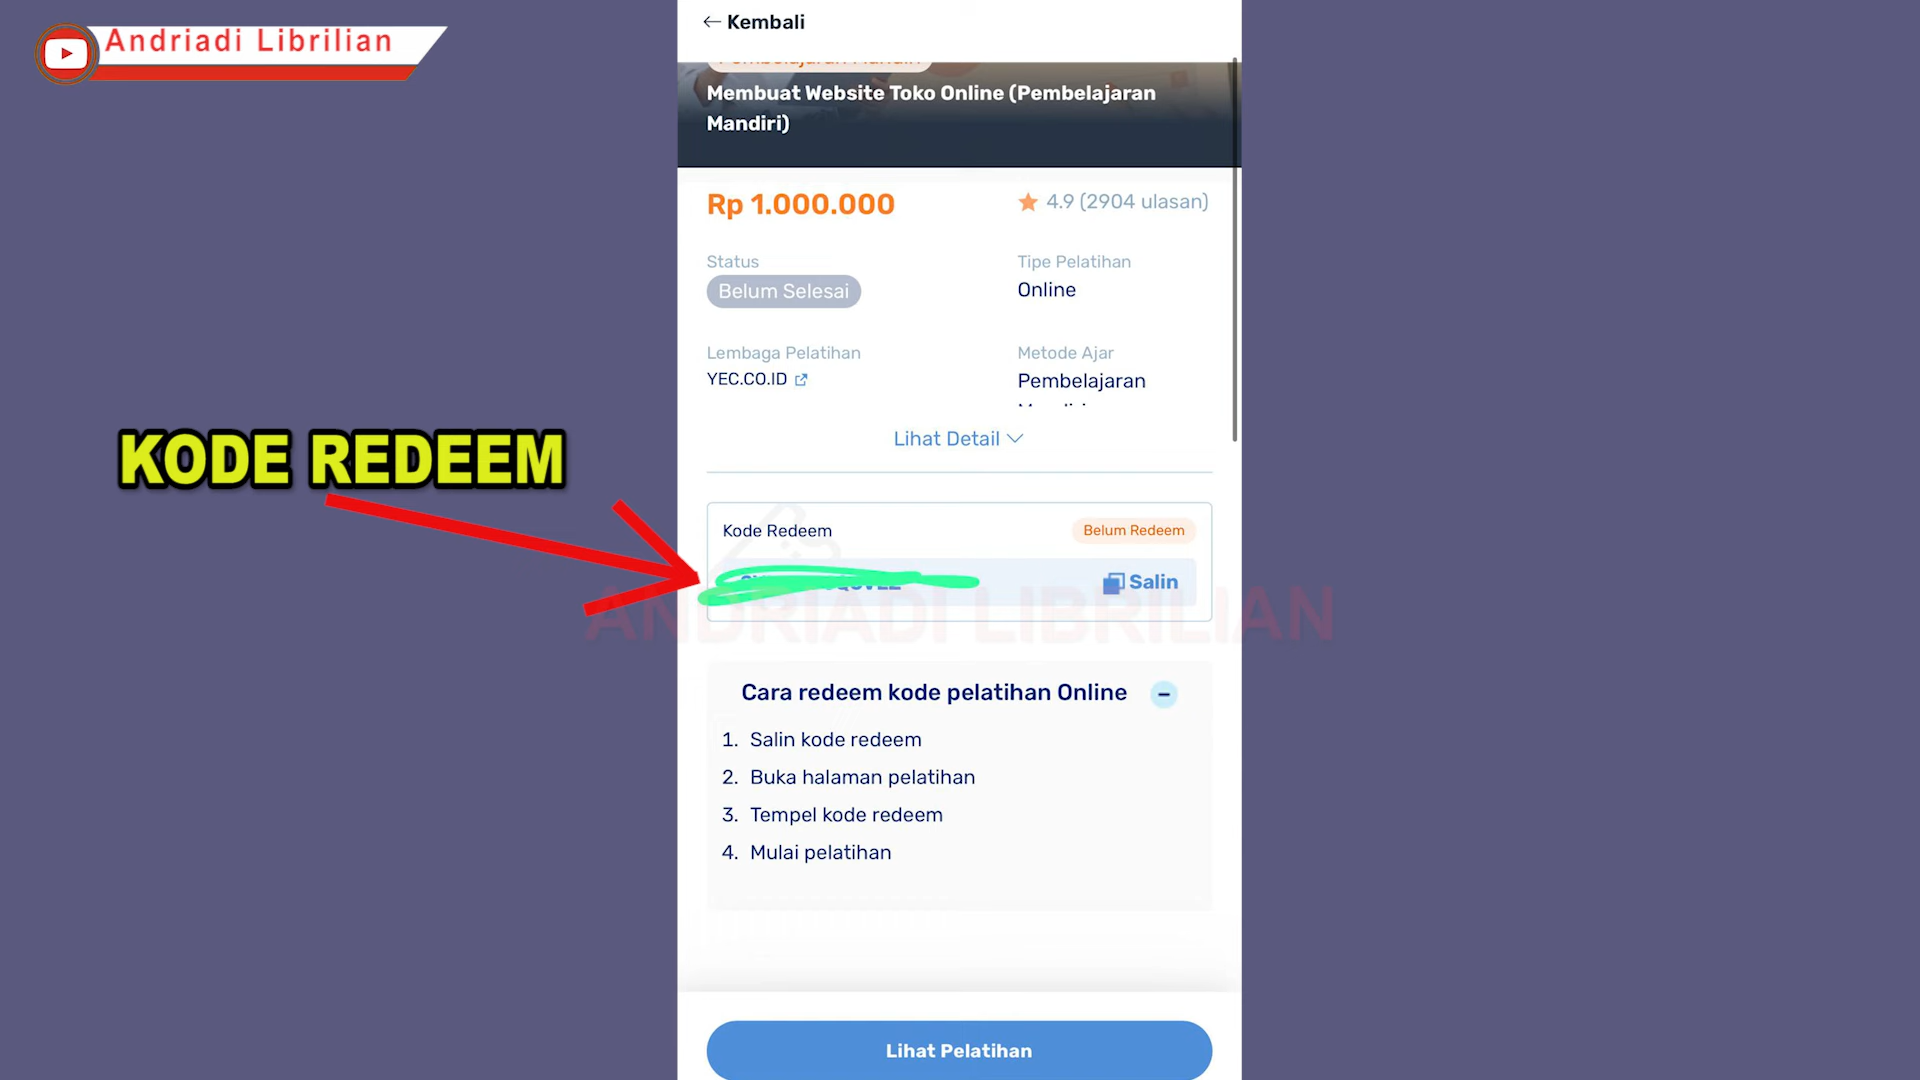 Andriadi Librilian
← Kembali
Membuat Website Toko Online (Pembelajaran
Mandiri)
Rp 1.000.000
4.9 (2904 ulasan)
Status
Tipe Pelatihan
Belum Selesai
Online
Lembaga Pelatihan
Metode Ajar
YEC.CO.ID
Pembelajaran
Lihat Detail
KODE REDEEM
Kode Redeem
Belum Redeem
Salin
ANDRIADI LIBRILIAN
Cara redeem kode pelatihan Online
1. Salin kode redeem
2. Buka halaman pelatihan
3. Tempel kode redeem
4. Mulai pelatihan
Lihat Pelatihan